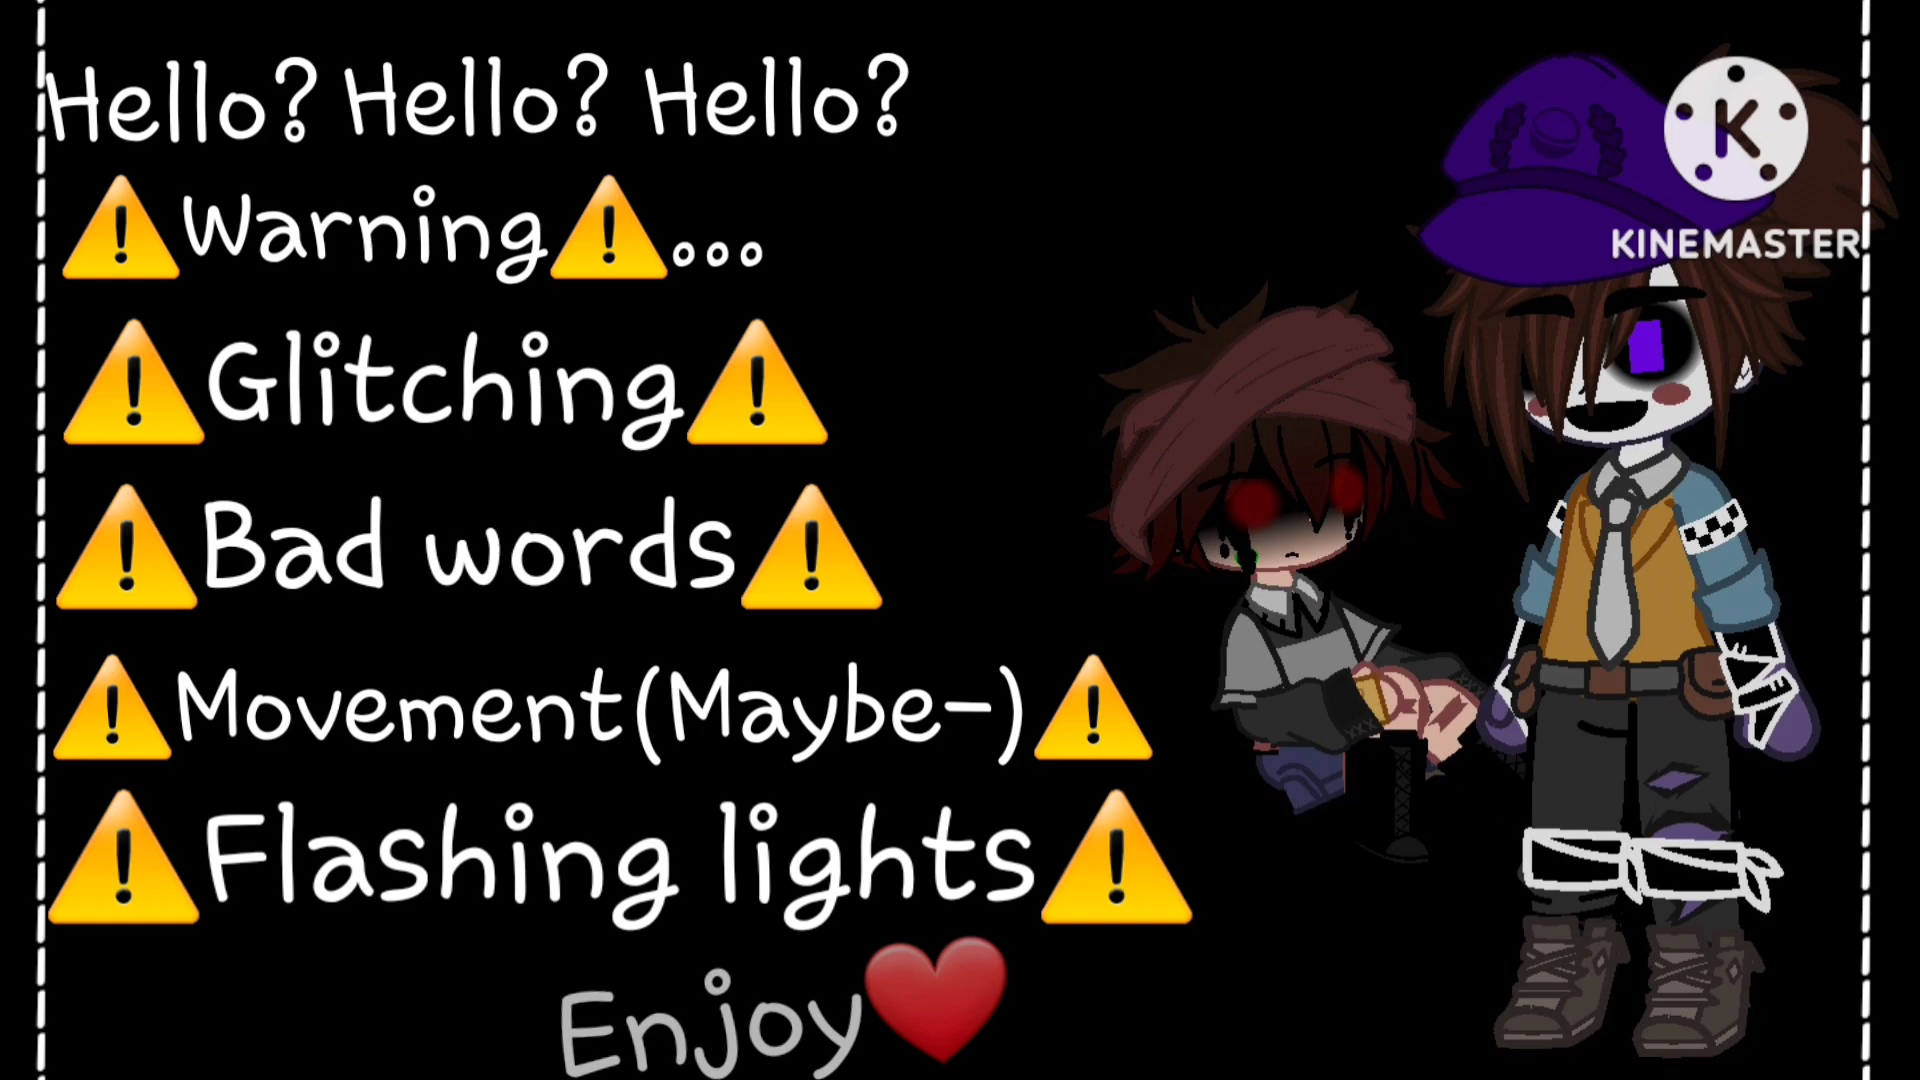 Hello? Hello? Hello?
⚠️Warning⚠️...
⚠️Glitching⚠️
⚠️Bad words⚠️
⚠️Movement(Maybe-)⚠️
⚠️Flashing lights⚠️
Enjoy❤️
K
KINEMASTER